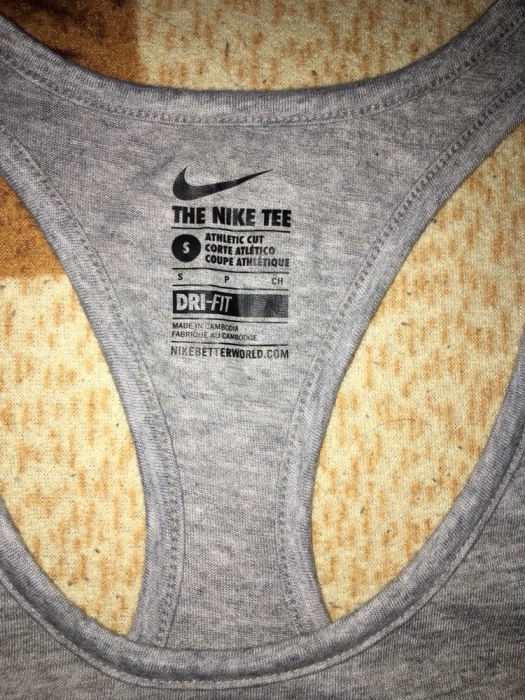 THE NIKE TEE
S
ATHLETIC CUT
CORTE ATLÉTICO
COUPE ATHLÉTIQUE
S P CH
DRI-FIT
MADE IN CAMBODIA
FABRIQUÉ AU CAMBODGE
NIKEBETTERWORLD.COM